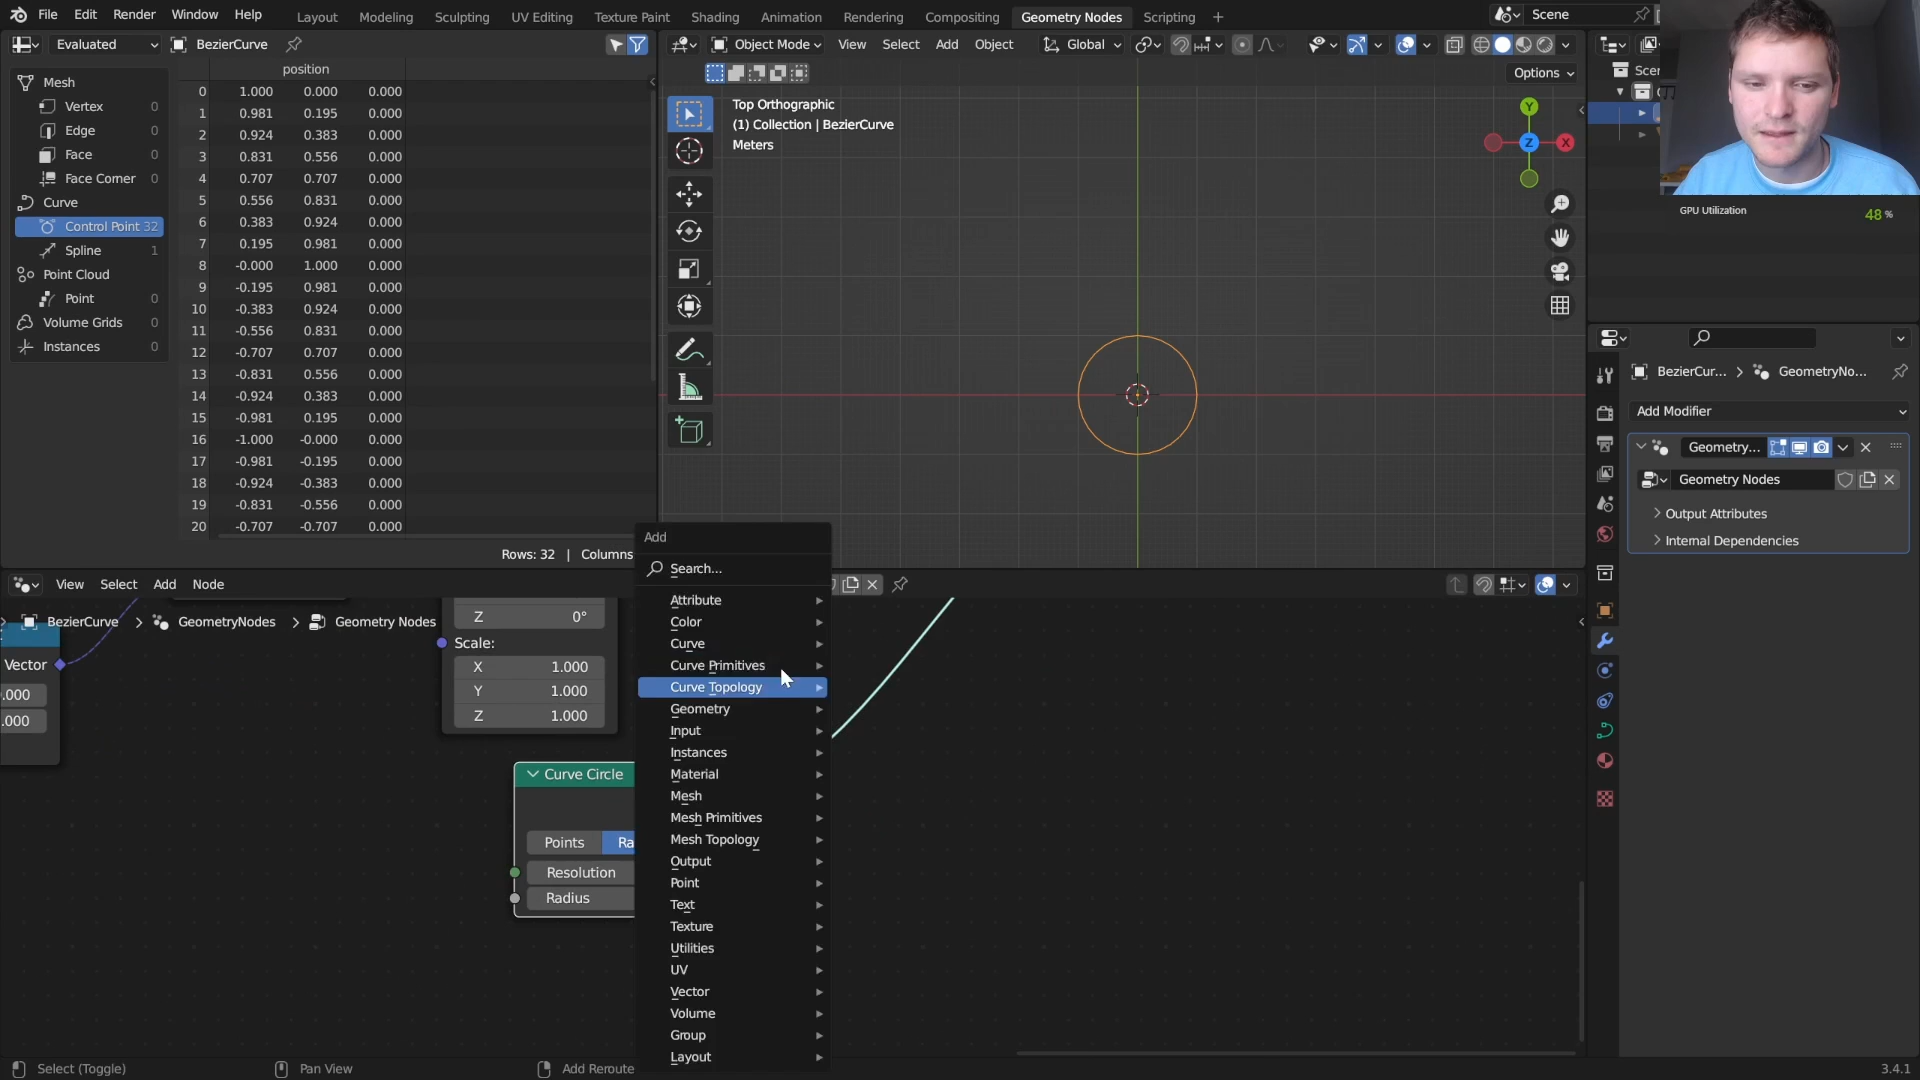 File Edit Render Window Help Layout Modeling Sculpting UV Editing Texture Paint Shading Animation Rendering Compositing Geometry Nodes Scripting + Scene
Evaluated BezierCurve
Object Mode View Select Add Object Global
Options
position
Mesh
Vertex 0
Edge 0
Face 0
Face Corner 0
Curve
Control Point 32
Spline 1
Point Cloud
Point 0
Volume Grids 0
Instances 0
0 1.000 0.000 0.000
1 0.981 0.195 0.000
2 0.924 0.383 0.000
3 0.831 0.556 0.000
4 0.707 0.707 0.000
5 0.556 0.831 0.000
6 0.383 0.924 0.000
7 0.195 0.981 0.000
8 -0.000 1.000 0.000
9 -0.195 0.981 0.000
10 -0.383 0.924 0.000
11 -0.556 0.831 0.000
12 -0.707 0.707 0.000
13 -0.831 0.556 0.000
14 -0.924 0.383 0.000
15 -0.981 0.195 0.000
16 -1.000 -0.000 0.000
17 -0.981 -0.195 0.000
18 -0.924 -0.383 0.000
19 -0.831 -0.556 0.000
20 -0.707 -0.707 0.000
Rows: 32 | Columns
Top Orthographic
(1) Collection | BezierCurve
Meters
Y
Z X
Scen
GPU Utilization 48 %
BezierCur... > GeometryNo...
Add Modifier
Geometry...
Geometry Nodes
Output Attributes
Internal Dependencies
View Select Add Node
BezierCurve > GeometryNodes > Geometry Nodes
Vector
.000
.000
Z 0°
Scale:
X 1.000
Y 1.000
Z 1.000
Curve Circle
Points Ra
Resolution
Radius
Add
Search...
Attribute
Color
Curve
Curve Primitives
Curve Topology
Geometry
Input
Instances
Material
Mesh
Mesh Primitives
Mesh Topology
Output
Point
Text
Texture
Utilities
UV
Vector
Volume
Group
Layout
Select (Toggle) Pan View Add Reroute 3.4.1